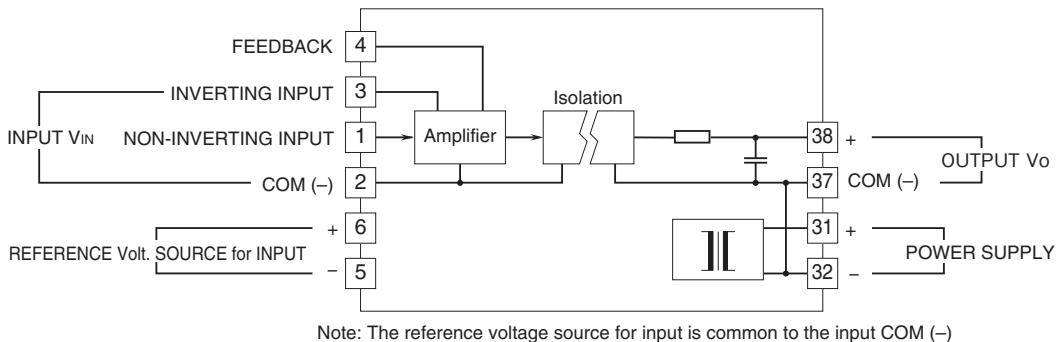 FEEDBACK 4
INVERTING INPUT 3
INPUT VIN
NON-INVERTING INPUT 1
COM (–) 2
+ 6
REFERENCE Volt. SOURCE for INPUT
– 5
Amplifier
Isolation
38 +
OUTPUT Vo
37 COM (–)
31 +
POWER SUPPLY
32 –
Note: The reference voltage source for input is common to the input COM (–)